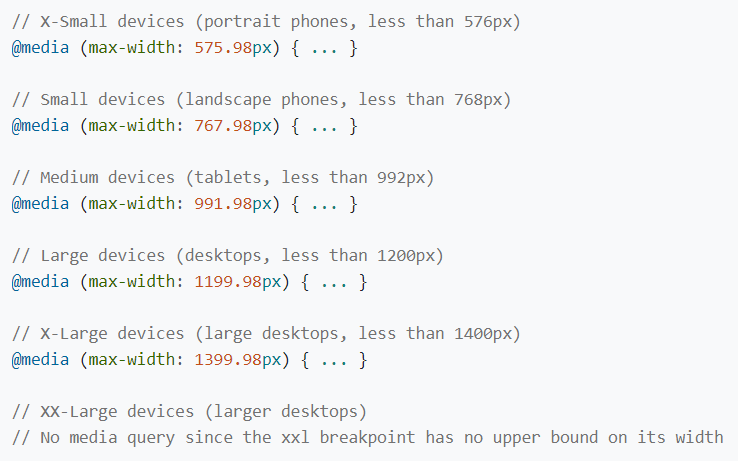 // X-Small devices (portrait phones, less than 576px)
@media (max-width: 575.98px) { ... }
// Small devices (landscape phones, less than 768px)
@media (max-width: 767.98px) { ... }
// Medium devices (tablets, less than 992px)
@media (max-width: 991.98px) { ... }
// Large devices (desktops, less than 1200px)
@media (max-width: 1199.98px) { ... }
// X-Large devices (large desktops, less than 1400px)
@media (max-width: 1399.98px) { ... }
// XX-Large devices (larger desktops)
// No media query since the xxl breakpoint has no upper bound on its width